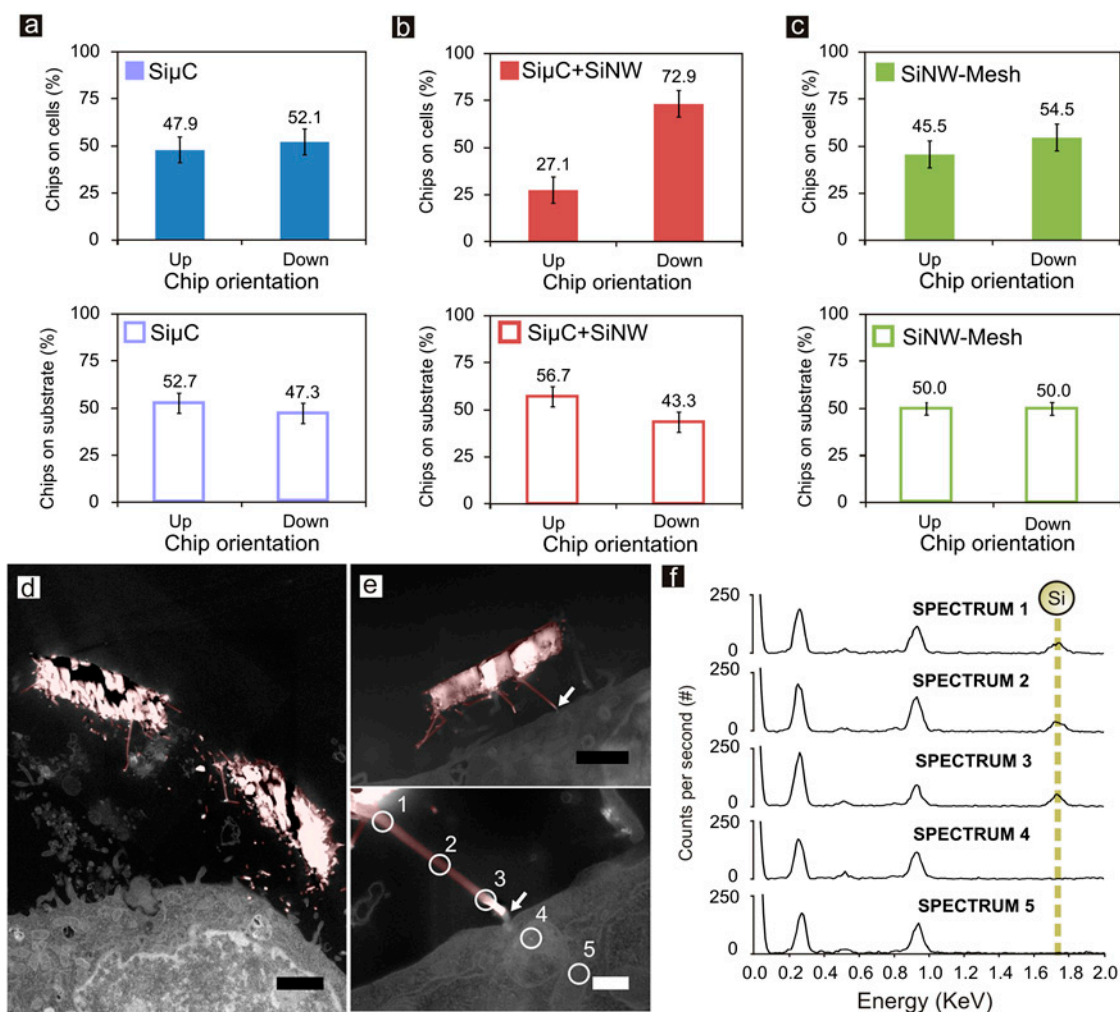 a
100
75
50
25
0
Chips on cells (%)
SiµC
47.9
52.1
Up
Down
Chip orientation
b
100
75
50
25
0
Chips on cells (%)
SiµC+SiNW
27.1
72.9
Up
Down
Chip orientation
c
100
75
50
25
0
Chips on cells (%)
SiNW-Mesh
45.5
54.5
Up
Down
Chip orientation
100
75
50
25
0
Chips on substrate (%)
SiµC
52.7
47.3
Up
Down
Chip orientation
100
75
50
25
0
Chips on substrate (%)
SiµC+SiNW
56.7
43.3
Up
Down
Chip orientation
100
75
50
25
0
Chips on substrate (%)
SiNW-Mesh
50.0
50.0
Up
Down
Chip orientation
d
e
1
2
3
4
5
f
Si
Counts per second (#)
250
0
SPECTRUM 1
250
0
SPECTRUM 2
250
0
SPECTRUM 3
250
0
SPECTRUM 4
250
0
SPECTRUM 5
0.0 0.2 0.4 0.6 0.8 1.0 1.2 1.4 1.6 1.8 2.0
Energy (KeV)